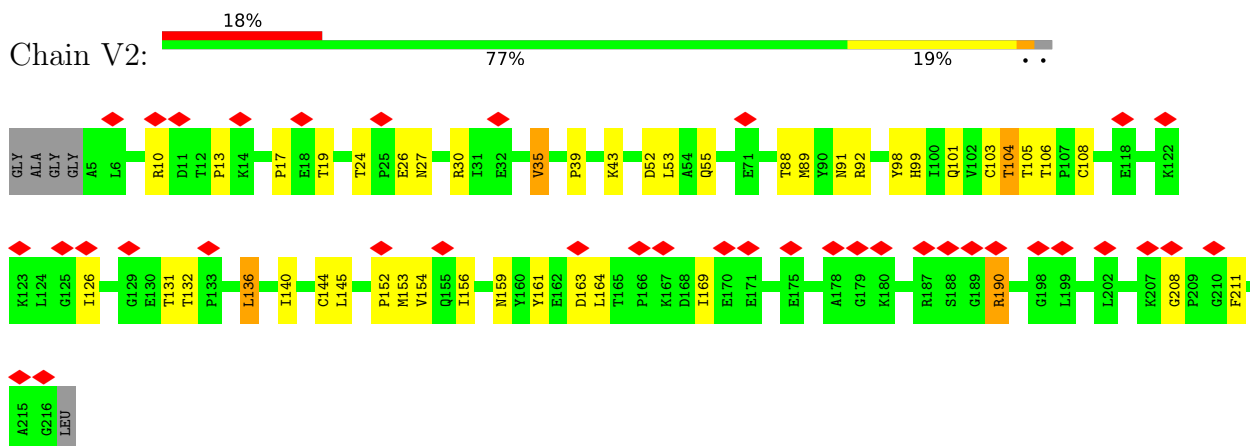 18%
Chain V2:
77% 19% • •
GLY ALA GLY GLY A5 L6 R10 D11 T12 P13 K14 P17 E18 T19 T24 P25 E26 N27 R30 I31 E32 V35 P39 K43 D52 L53 A54 Q55 E71 T88 M89 Y90 N91 R92 Y98 H99 I100 Q101 V102 C103 T104 T105 T106 P107 C108 E118 K122
K123 L124 G125 I126 G129 E130 T131 T132 P133 L136 I140 C144 L145 P152 M153 V154 Q155 I156 N159 Y160 Y161 E162 D163 L164 T165 P166 K167 D168 I169 E170 E171 E175 A178 G179 K180 R187 S188 G189 R190 G198 L199 L202 K207 G208 P209 G210 F211
A215 G216 LEU